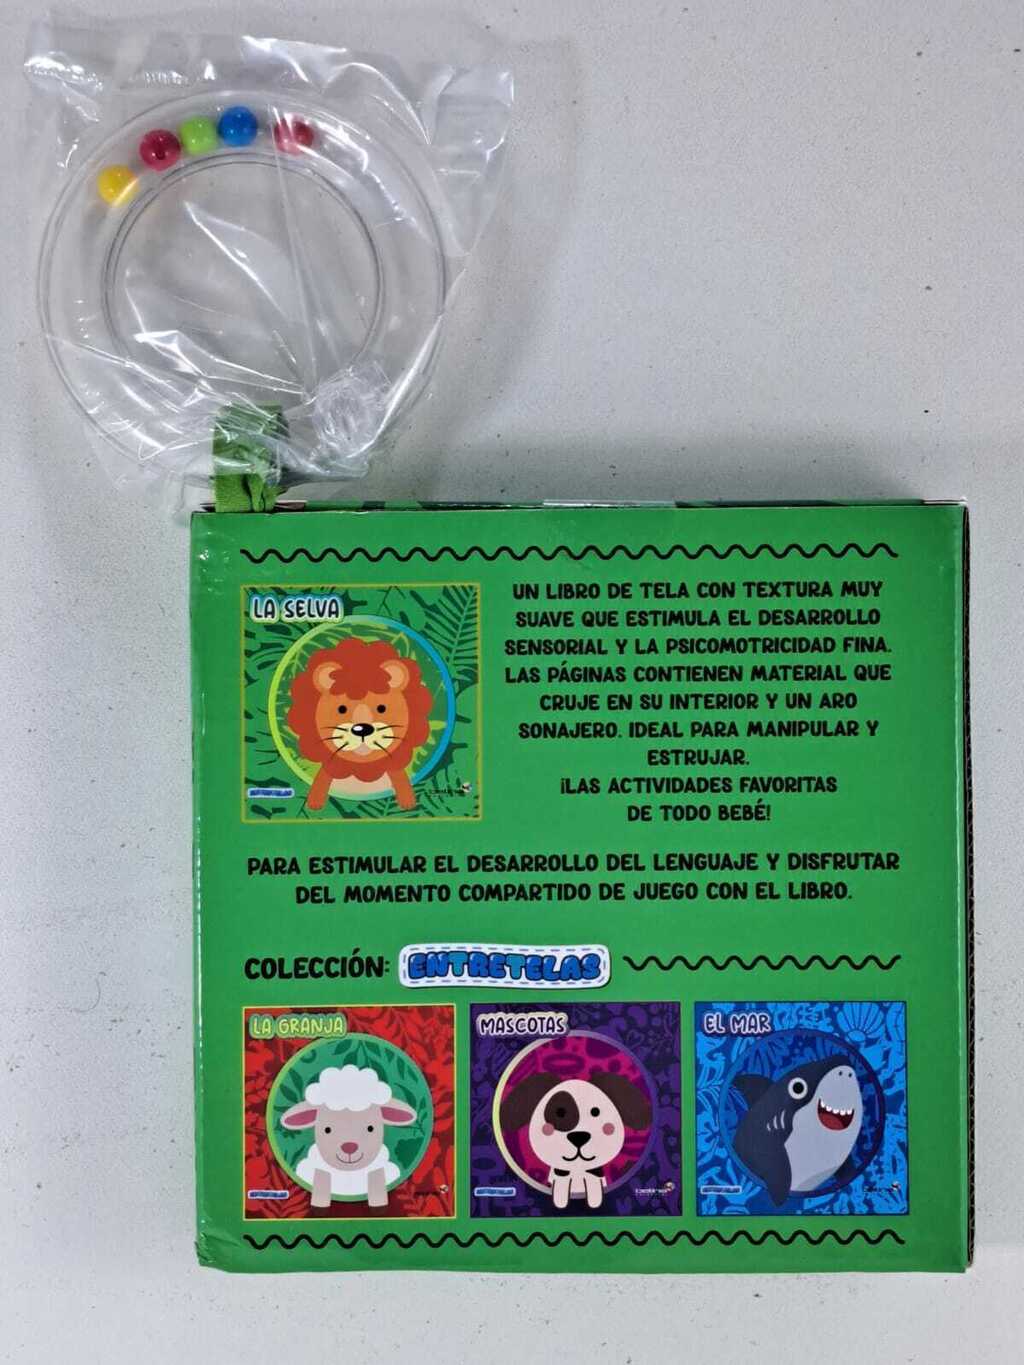 LA SELVA
UN LIBRO DE TELA CON TEXTURA MUY
SUAVE QUE ESTIMULA EL DESARROLLO
SENSORIAL Y LA PSICOMOTRICIDAD FINA.
LAS PÁGINAS CONTIENEN MATERIAL QUE
CRUJE EN SU INTERIOR Y UN ARO
SONAJERO. IDEAL PARA MANIPULAR Y
ESTRUJAR.
¡LAS ACTIVIDADES FAVORITAS
DE TODO BEBÉ!
PARA ESTIMULAR EL DESARROLLO DEL LENGUAJE Y DISFRUTAR
DEL MOMENTO COMPARTIDO DE JUEGO CON EL LIBRO.
COLECCIÓN: ENTRETELAS
LA GRANJA
MASCOTAS
EL MAR